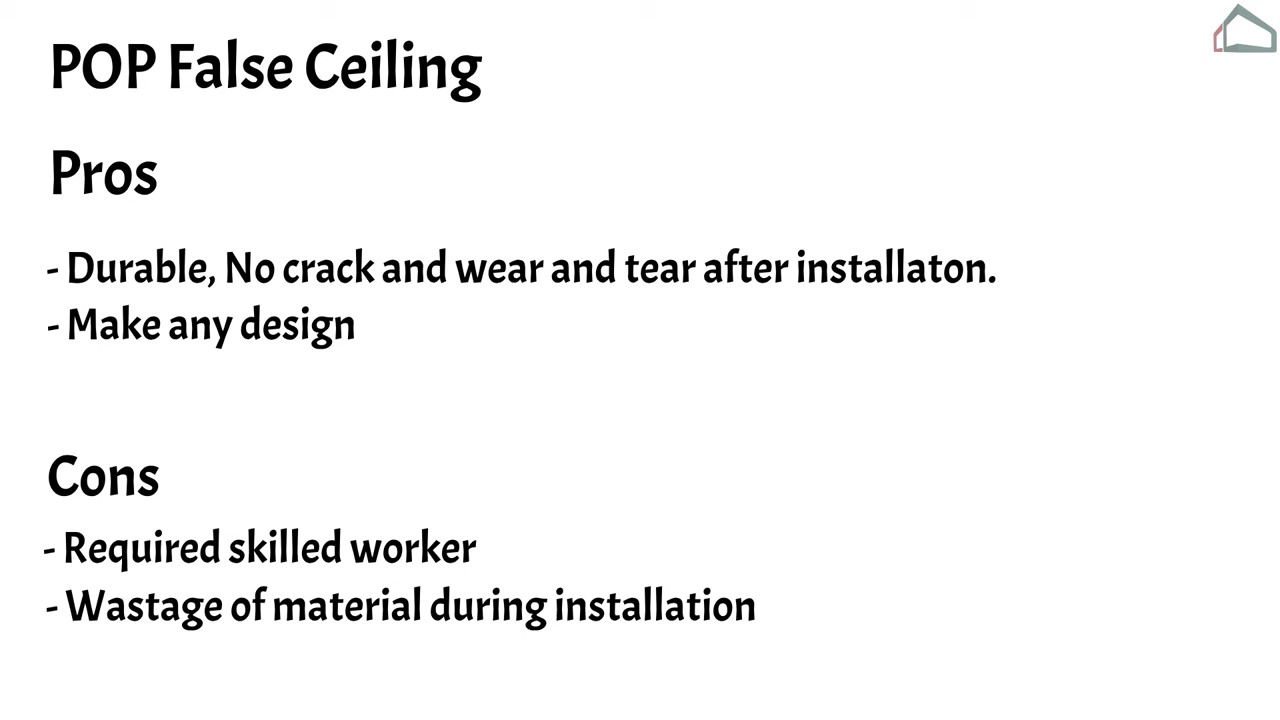 POP False Ceiling
Pros
- Durable, No crack and wear and tear after installaton.
- Make any design
Cons
- Required skilled worker
- Wastage of material during installation